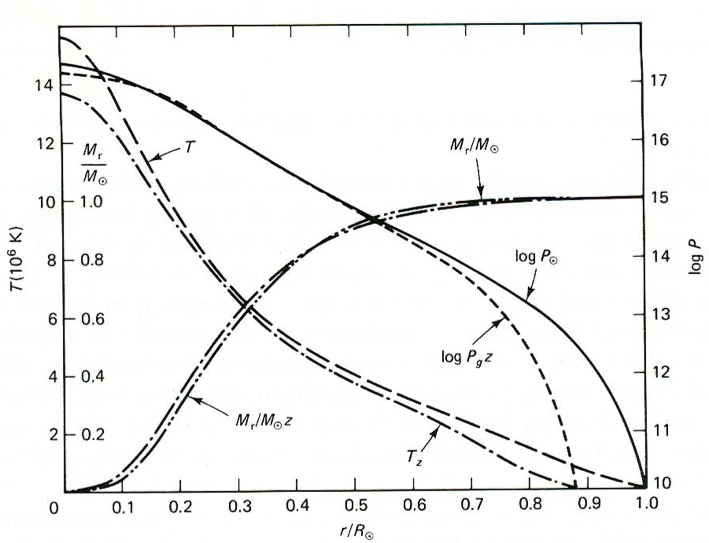 14
12
10
8
6
4
2
0
T(10⁶ K)
Mᵣ
M☉
1.0
0.8
0.6
0.4
0.2
T
Mᵣ/M☉
log P☉
log P_g z
Mᵣ/M☉z
T_z
17
16
15
14
13
12
11
10
log P
0.1 0.2 0.3 0.4 0.5 0.6 0.7 0.8 0.9 1.0
r/R☉